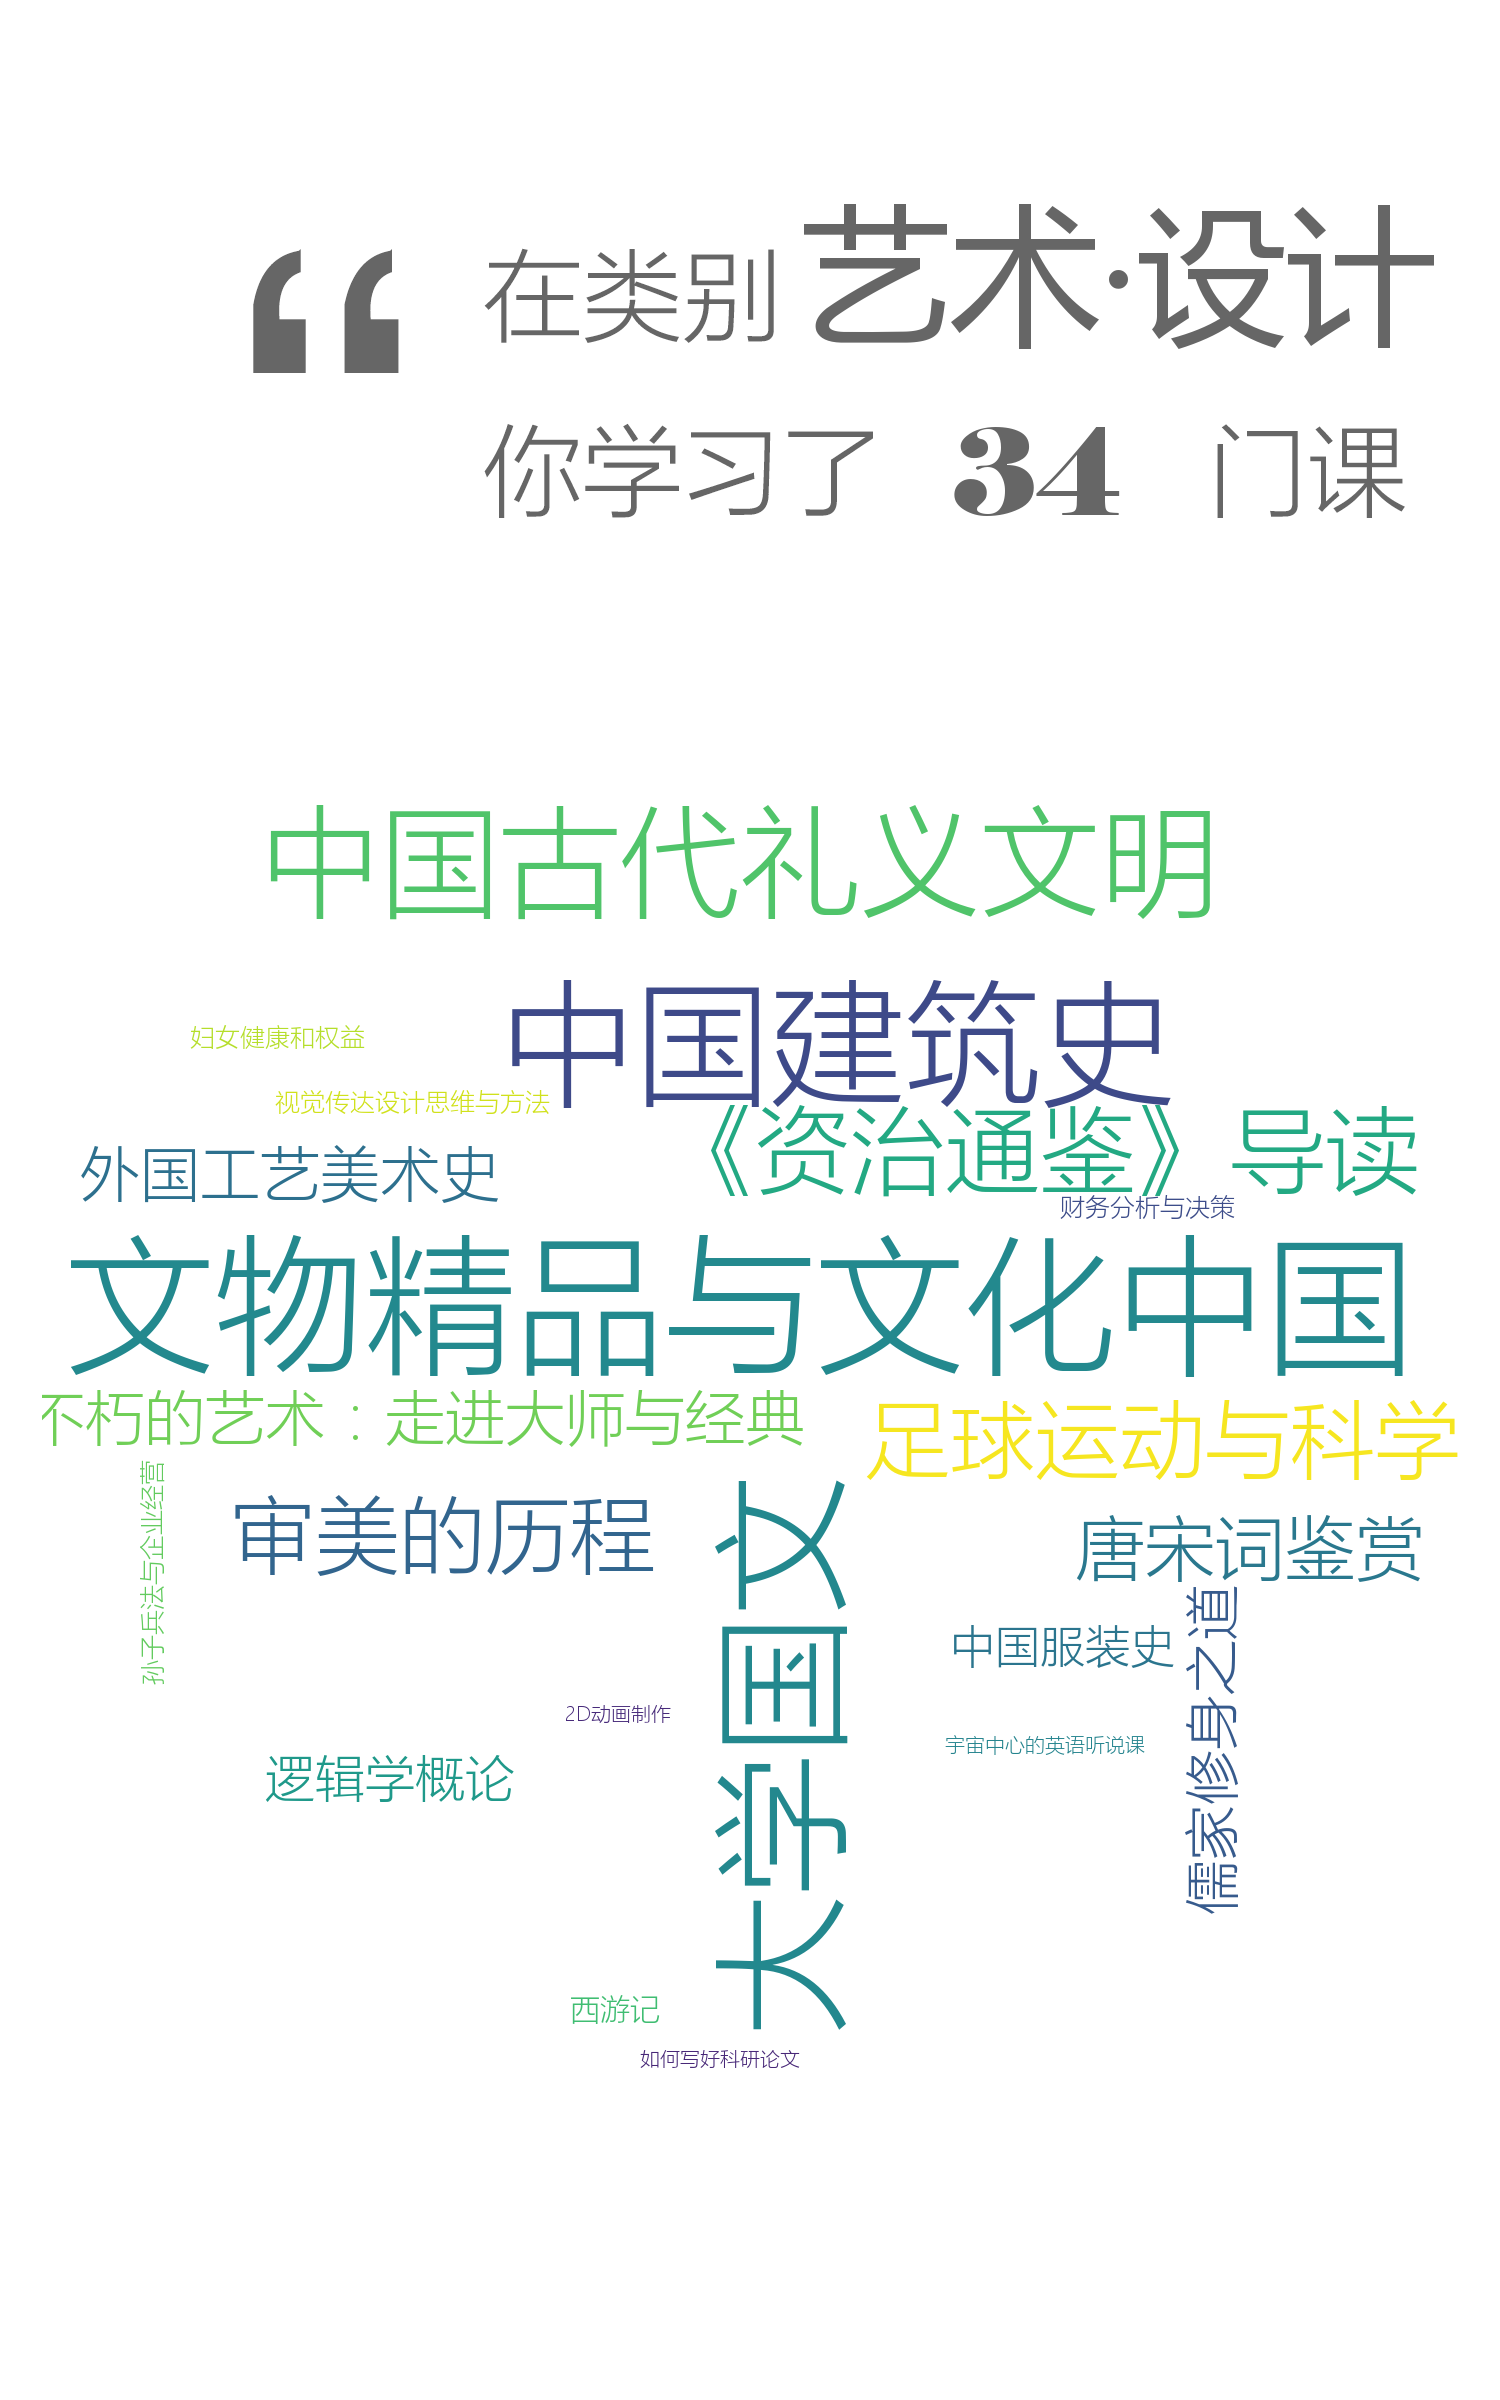 “ 在类别 艺术·设计
你学习了 34 门课
中国古代礼义文明
中国建筑史
妇女健康和权益
视觉传达设计思维与方法
《资治通鉴》导读
外国工艺美术史
财务分析与决策
文物精品与文化中国
不朽的艺术：走进大师与经典
足球运动与科学
孙子兵法与企业经营
审美的历程
大学国文
唐宋词鉴赏
儒家修身之道
中国服装史
2D动画制作
宇宙中心的英语听说课
逻辑学概论
西游记
如何写好科研论文